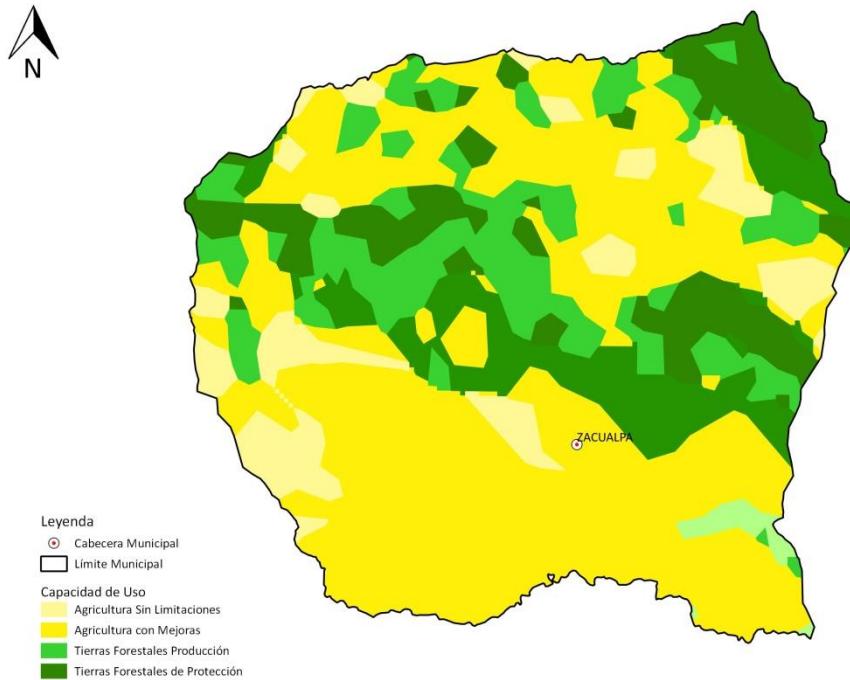 N
ZACUALPA
Leyenda
Cabecera Municipal
Límite Municipal
Capacidad de Uso
Agricultura Sin Limitaciones
Agricultura con Mejoras
Tierras Forestales Producción
Tierras Forestales de Protección